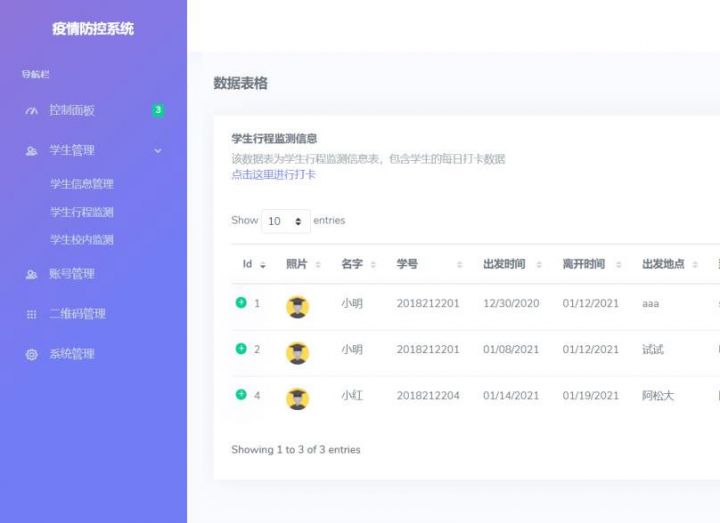 疫情防控系统
导航栏
控制面板 3
学生管理
学生信息管理
学生行程监测
学生校内监测
账号管理
二维码管理
系统管理
数据表格
学生行程监测信息
该数据表为学生行程监测信息表，包含学生的每日打卡数据
点击这里进行打卡
Show 10 entries
Id 照片 名字 学号 出发时间 离开时间 出发地点
1 小明 2018212201 12/30/2020 01/12/2021 aaa
2 小明 2018212201 01/08/2021 01/12/2021 试试
4 小红 2018212204 01/14/2021 01/19/2021 阿松大
Showing 1 to 3 of 3 entries